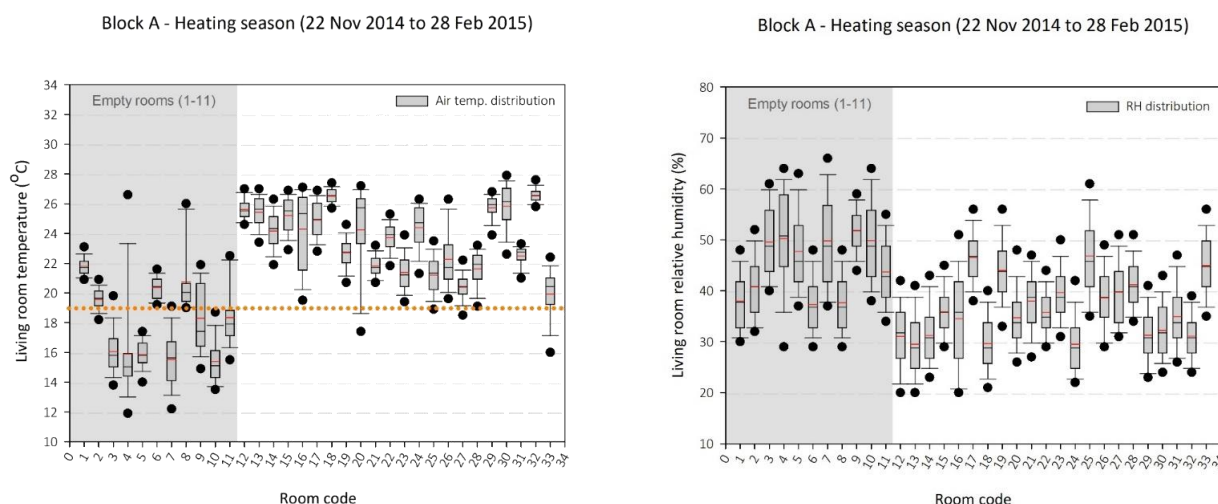 Block A - Heating season (22 Nov 2014 to 28 Feb 2015)
Empty rooms (1-11)
Air temp. distribution
Living room temperature (°C)
34
32
30
28
26
24
22
20
18
16
14
12
10
0 1 2 3 4 5 6 7 8 9 10 11 12 13 14 15 16 17 18 19 20 21 22 23 24 25 26 27 28 29 30 31 32 33 34
Room code
Block A - Heating season (22 Nov 2014 to 28 Feb 2015)
Empty rooms (1-11)
RH distribution
Living room relative humidity (%)
80
70
60
50
40
30
20
10
0 1 2 3 4 5 6 7 8 9 10 11 12 13 14 15 16 17 18 19 20 21 22 23 24 25 26 27 28 29 30 31 32 33 34
Room code